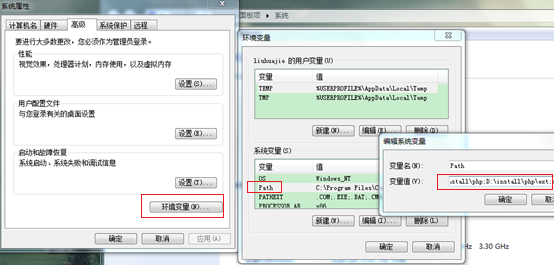 系统属性
计算机名 硬件 高级 系统保护 远程
要进行大多数更改，您必须作为管理员登录。
性能
视觉效果，处理器计划，内存使用，以及虚拟内存
设置(S)...
用户配置文件
与您登录有关的桌面设置
设置(E)...
启动和故障恢复
系统启动、系统失败和调试信息
设置(T)...
环境变量(N)...
确定 取消 应用(A)
面板项 ▸ 系统
环境变量
liuhuajie 的用户变量(U)
变量 值
TEMP %USERPROFILE%\AppData\Local\Temp
TMP %USERPROFILE%\AppData\Local\Temp
新建(N)... 编辑(E)... 删除(D)
系统变量(S)
变量 值
OS Windows_NT
Path C:\Program Files\C
PATHEXT .COM;.EXE;.BAT;.CM
PROCESSOR_AR x86
新建(W)... 编辑(I)... 删除(L)
确定 取消
编辑系统变量
变量名(N): Path
变量值(V): nstall\php;D:\install\php\ext;
确定 取消
Hz 3.30 GHz